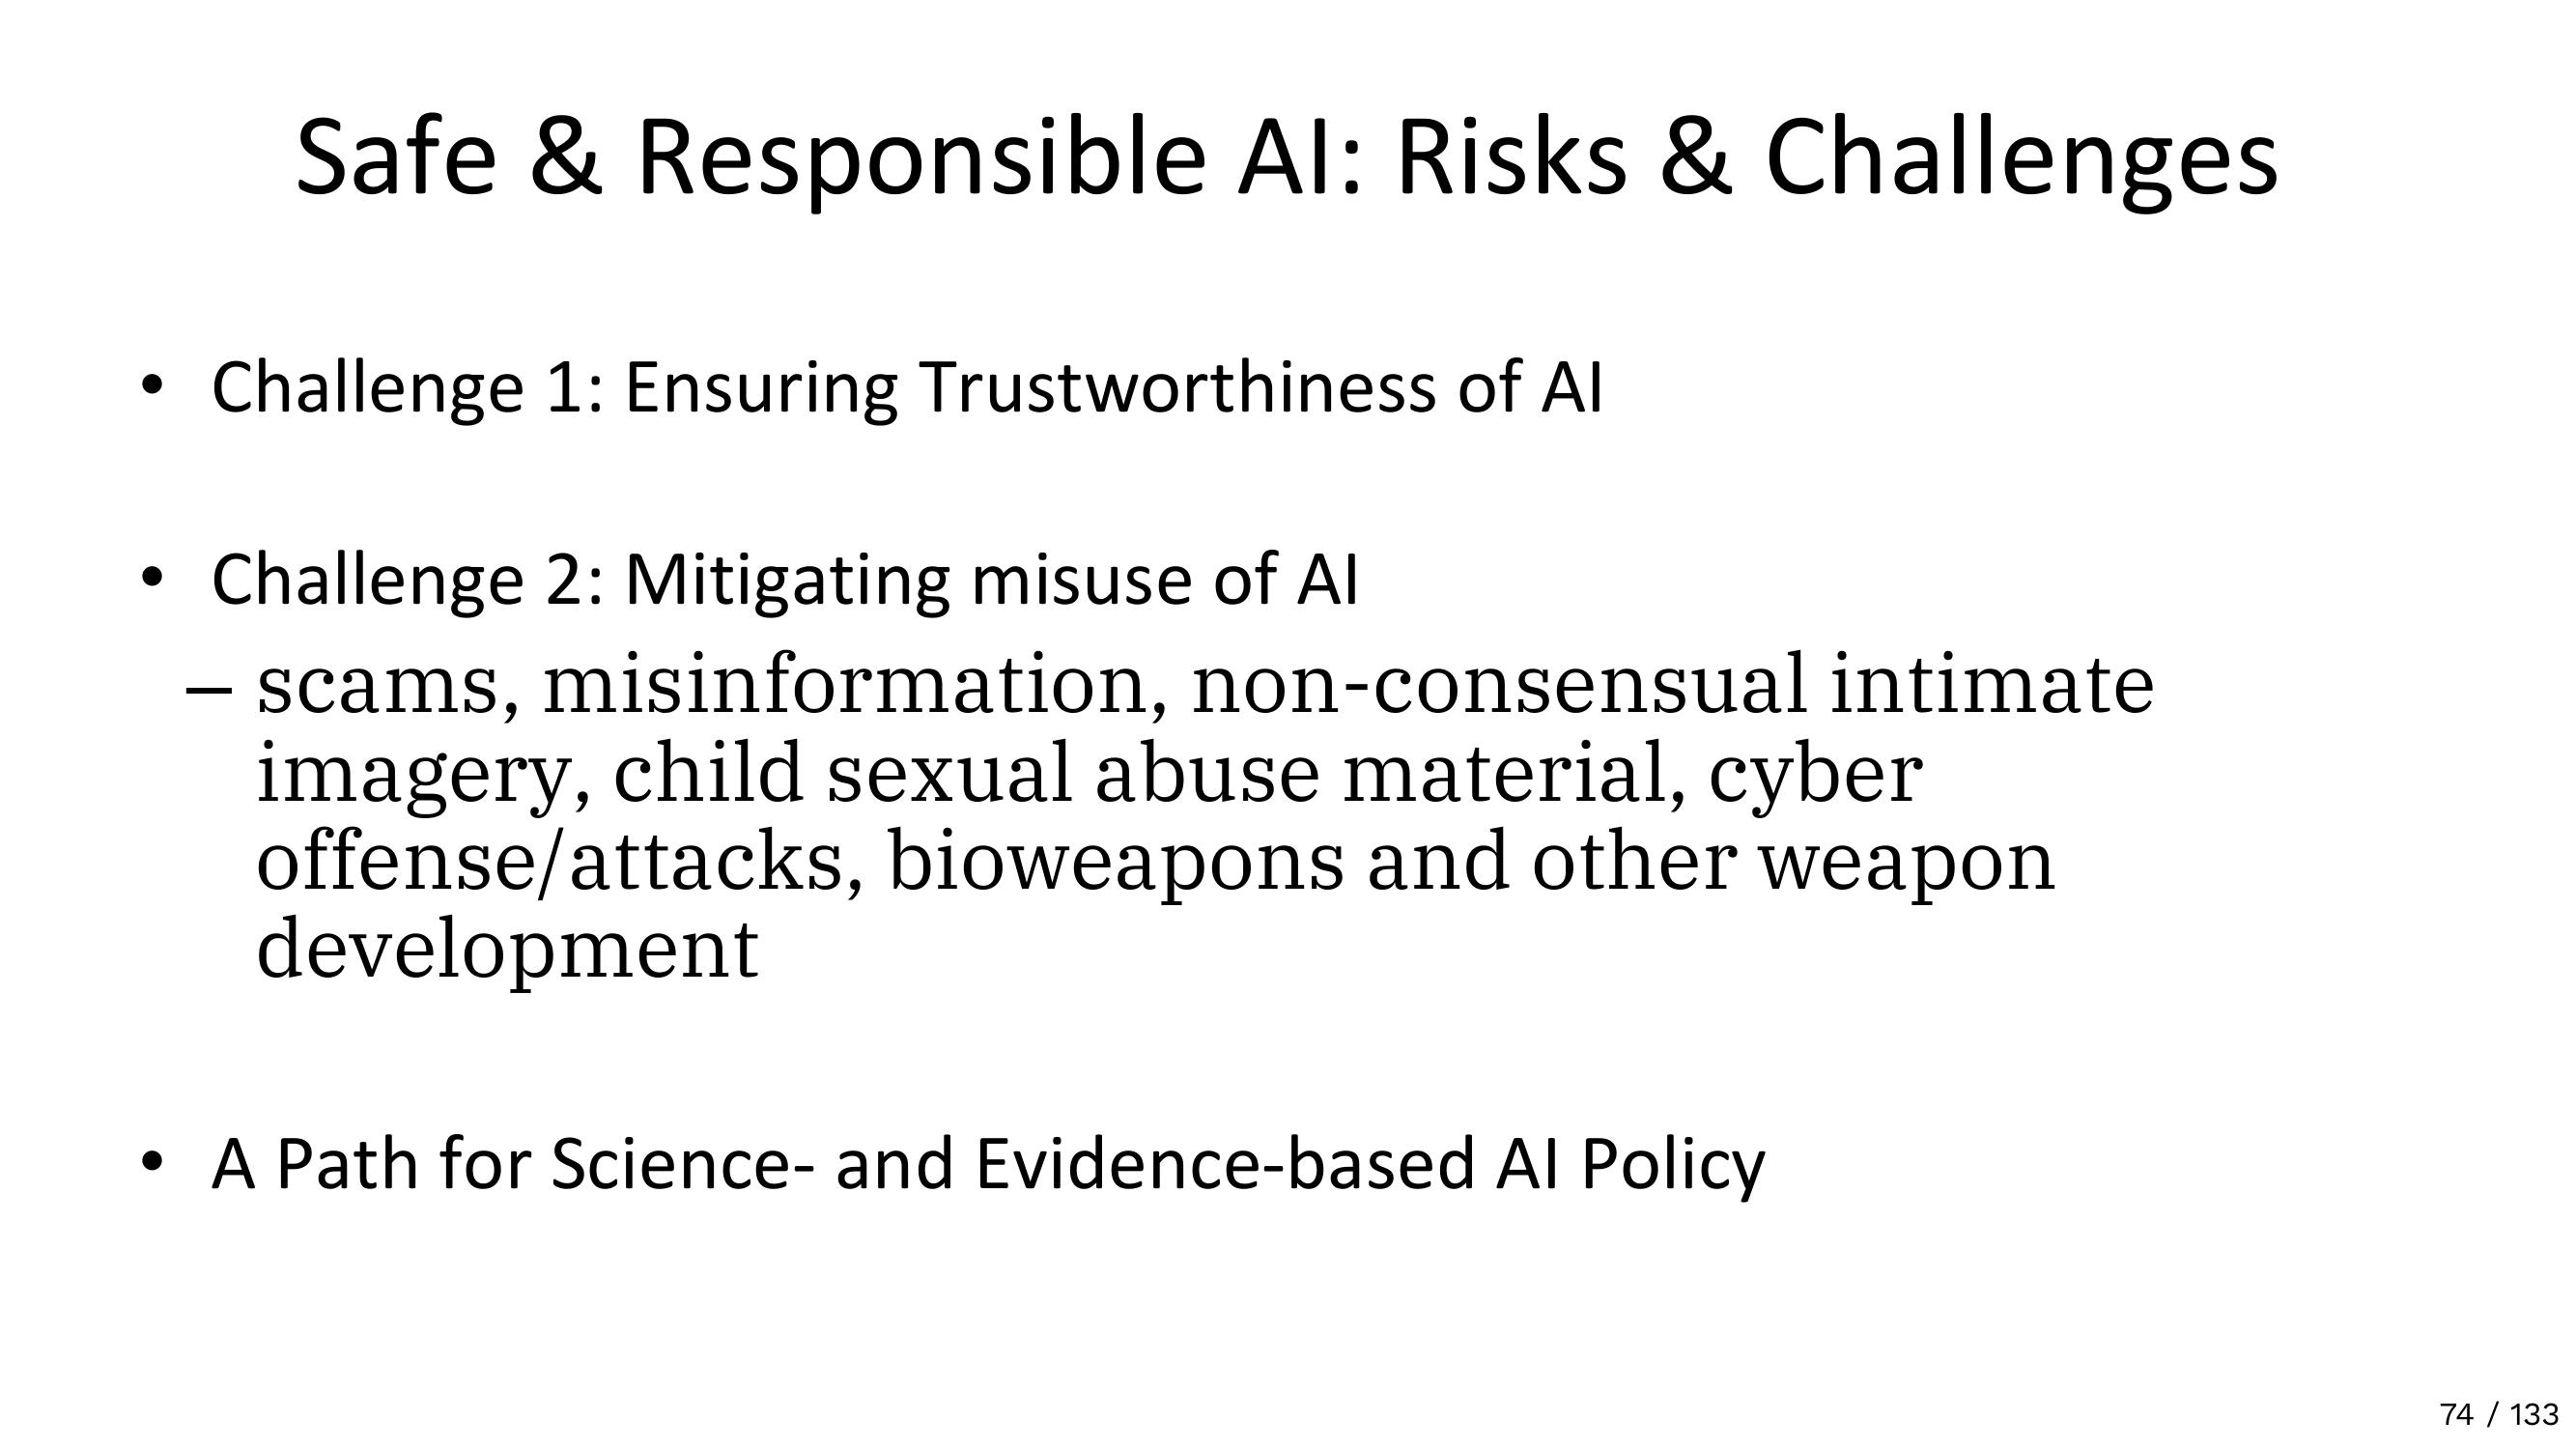 Safe & Responsible AI: Risks & Challenges
• Challenge 1: Ensuring Trustworthiness of AI
• Challenge 2: Mitigating misuse of AI
– scams, misinformation, non-consensual intimate
imagery, child sexual abuse material, cyber
offense/attacks, bioweapons and other weapon
development
• A Path for Science- and Evidence-based AI Policy
74 / 133